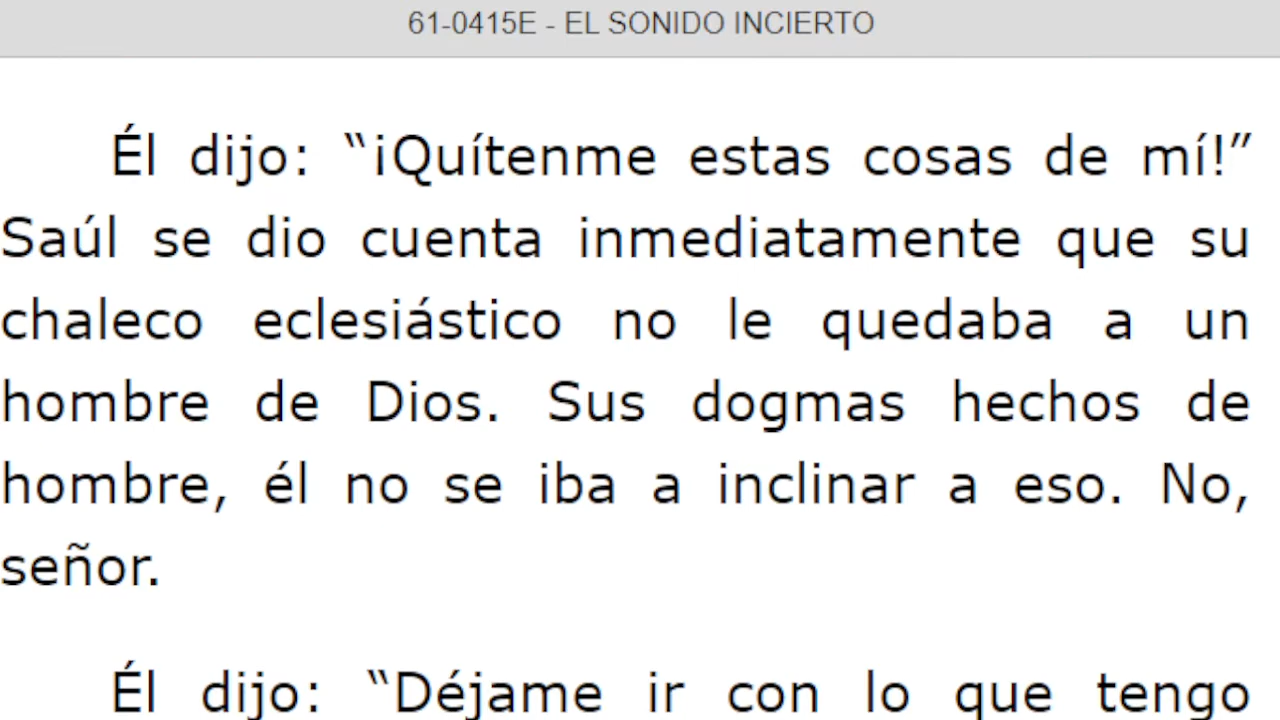 61-0415E - EL SONIDO INCIERTO
Él dijo: “¡Quítenme estas cosas de mí!”
Saúl se dio cuenta inmediatamente que su
chaleco eclesiástico no le quedaba a un
hombre de Dios. Sus dogmas hechos de
hombre, él no se iba a inclinar a eso. No,
señor.
Él dijo: “Déjame ir con lo que tengo